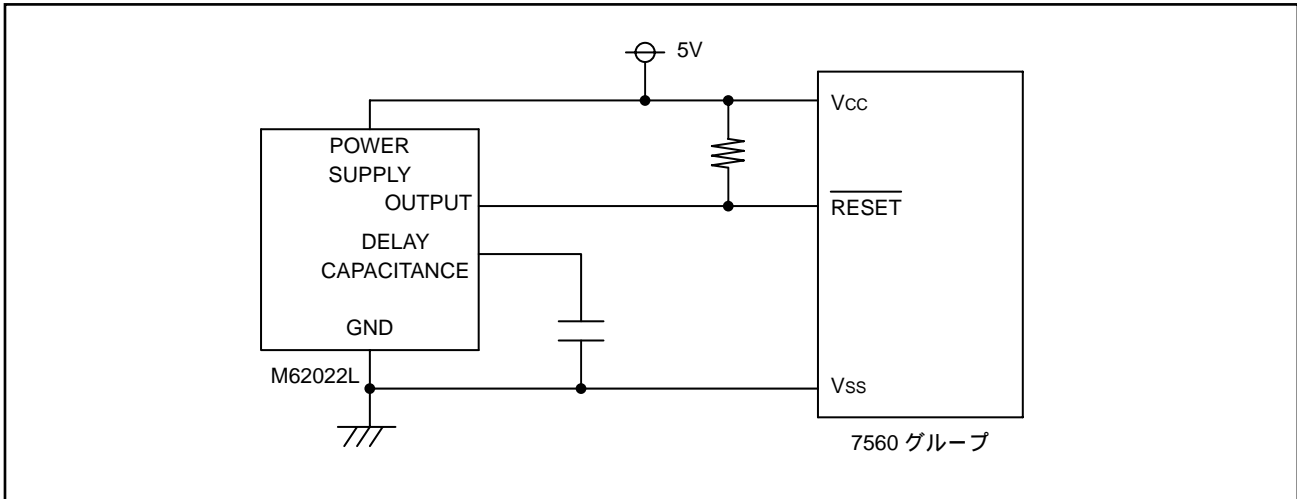 5V
VCC
POWER
SUPPLY
OUTPUT
RESET
DELAY
CAPACITANCE
GND
M62022L
VSS
7560 グループ